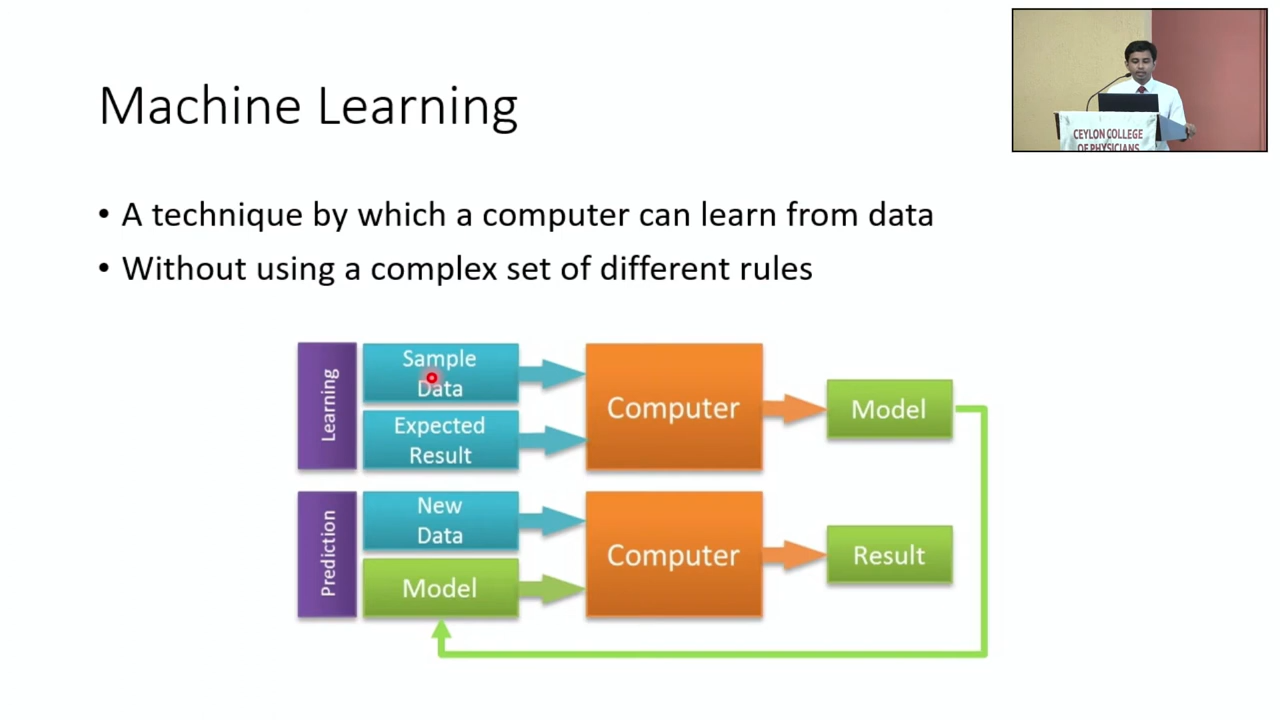 Machine Learning
CEYLON COLLEGE
OF PHYSICIANS
• A technique by which a computer can learn from data
• Without using a complex set of different rules
Learning
Sample
Data
Expected
Result
Computer
Model
Prediction
New
Data
Model
Computer
Result